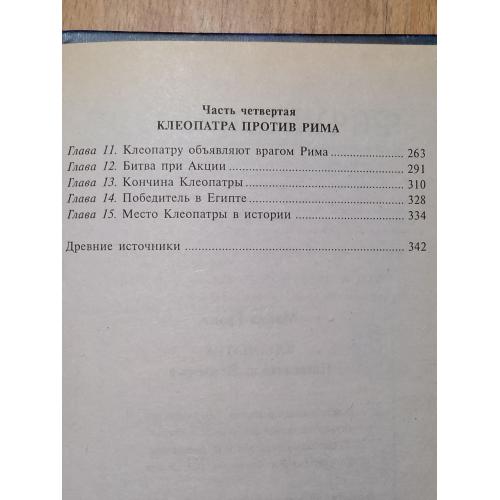 Часть четвертая
КЛЕОПАТРА ПРОТИВ РИМА
Глава 11. Клеопатру объявляют врагом Рима ................ 263
Глава 12. Битва при Акции ................ 291
Глава 13. Кончина Клеопатры ................ 310
Глава 14. Победитель в Египте ................ 328
Глава 15. Место Клеопатры в истории ................ 334
Древние источники ................ 342